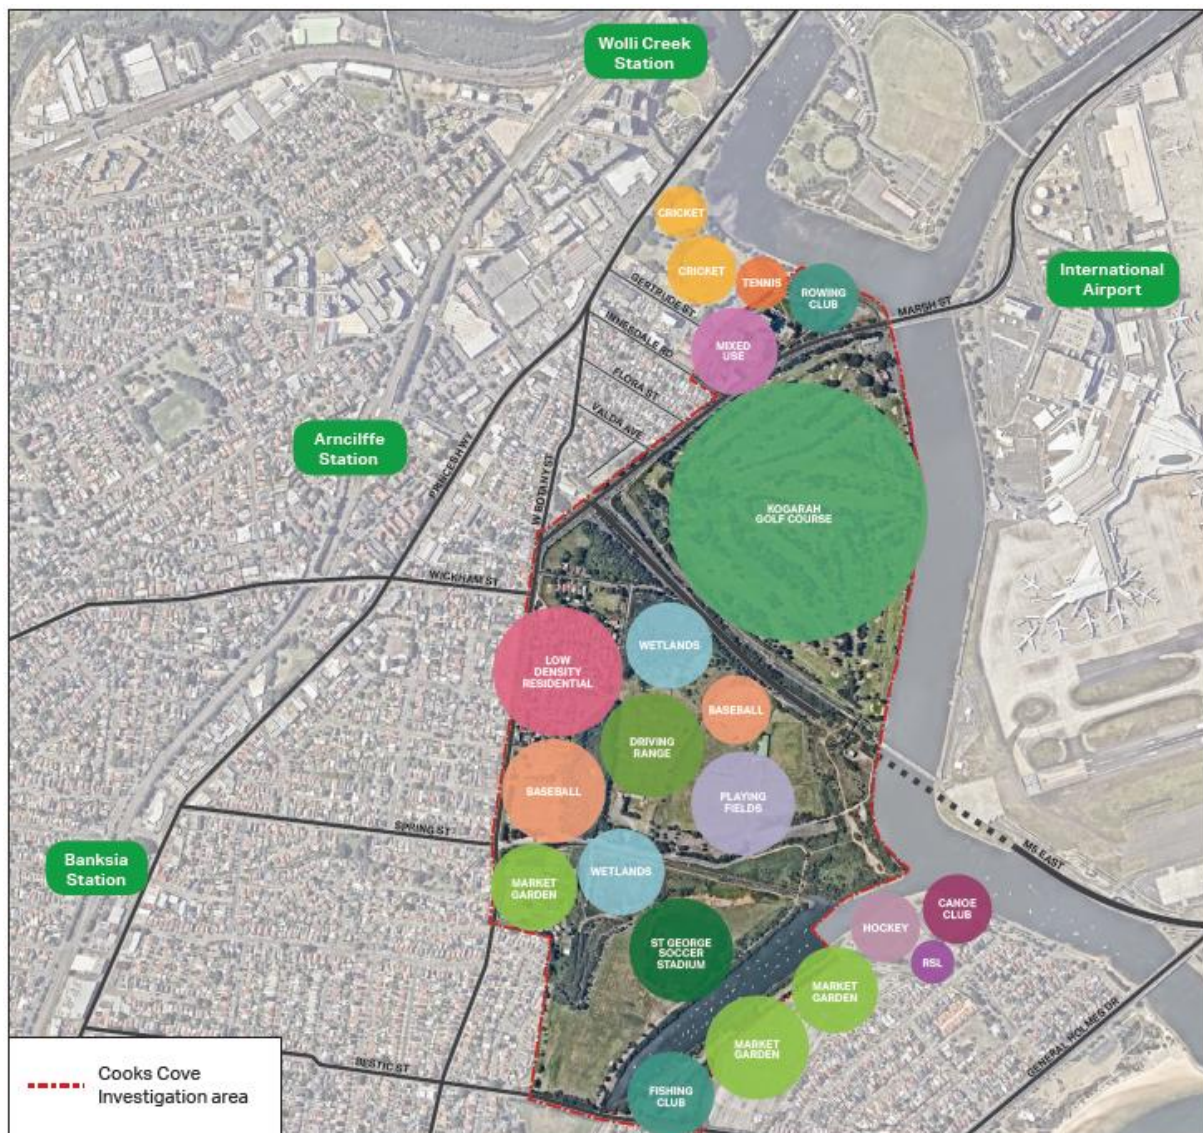 Wolli Creek
Station
CRICKET
CRICKET
TENNIS
ROWING
CLUB
International
Airport
GERTRUDE ST
MARSH ST
INNESDALE RD
MIXED
USE
FLORA ST
VALDA AVE
Arncilffe
Station
PRINCES HWY
W BOTANY ST
KOGARAH
GOLF COURSE
WICKHAM ST
LOW
DENSITY
RESIDENTIAL
WETLANDS
BASEBALL
DRIVING
RANGE
BASEBALL
PLAYING
FIELDS
SPRING ST
Banksia
Station
M5 EAST
MARKET
GARDEN
WETLANDS
CANOE
CLUB
HOCKEY
ST GEORGE
SOCCER
STADIUM
RSL
MARKET
GARDEN
MARKET
GARDEN
GENERAL HOLMES DR
BESTIC ST
FISHING
CLUB
Cooks Cove
Investigation area